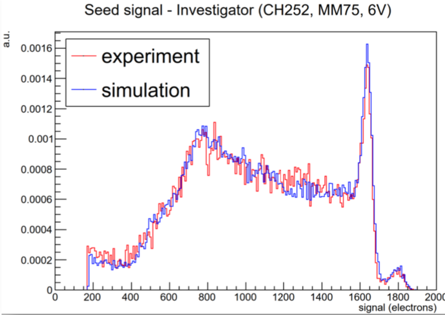 Seed signal - Investigator (CH252, MM75, 6V)
a.u.
experiment
simulation
0.0016
0.0014
0.0012
0.001
0.0008
0.0006
0.0004
0.0002
0
0 200 400 600 800 1000 1200 1400 1600 1800 2000
signal (electrons)